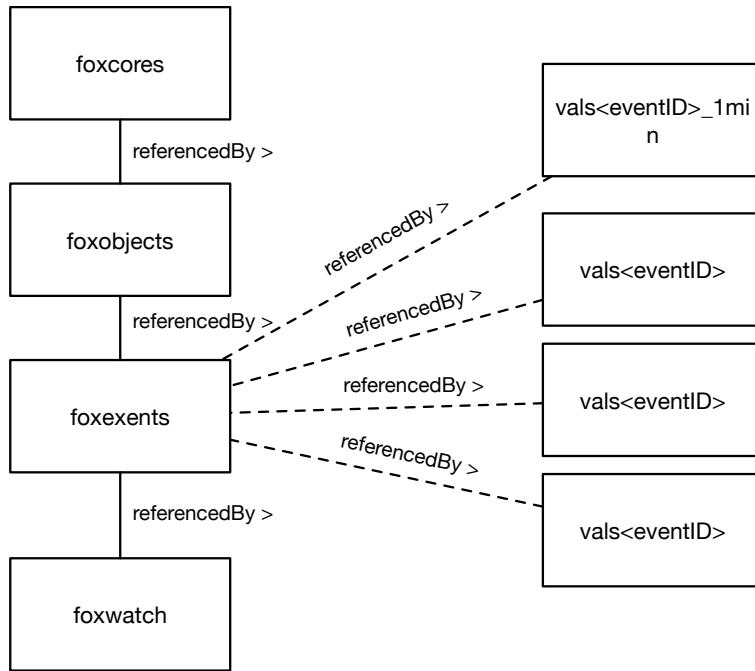 foxcores
vals<eventID>_1mi
n
referencedBy >
foxobjects
referencedBy >
vals<eventID>
referencedBy >
referencedBy >
foxexents
referencedBy >
vals<eventID>
referencedBy >
referencedBy >
vals<eventID>
foxwatch